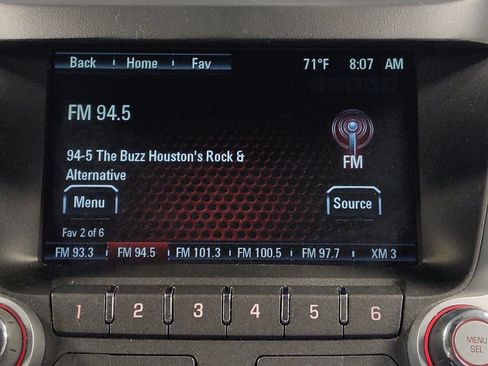 Back Home Fav 71°F 8:07 AM
FM 94.5
94-5 The Buzz Houston's Rock &
Alternative
FM
Menu Source
Fav 2 of 6
FM 93.3 FM 94.5 FM 101.3 FM 100.5 FM 97.7 XM 3
1 2 3 4 5 6
MENU
SEL